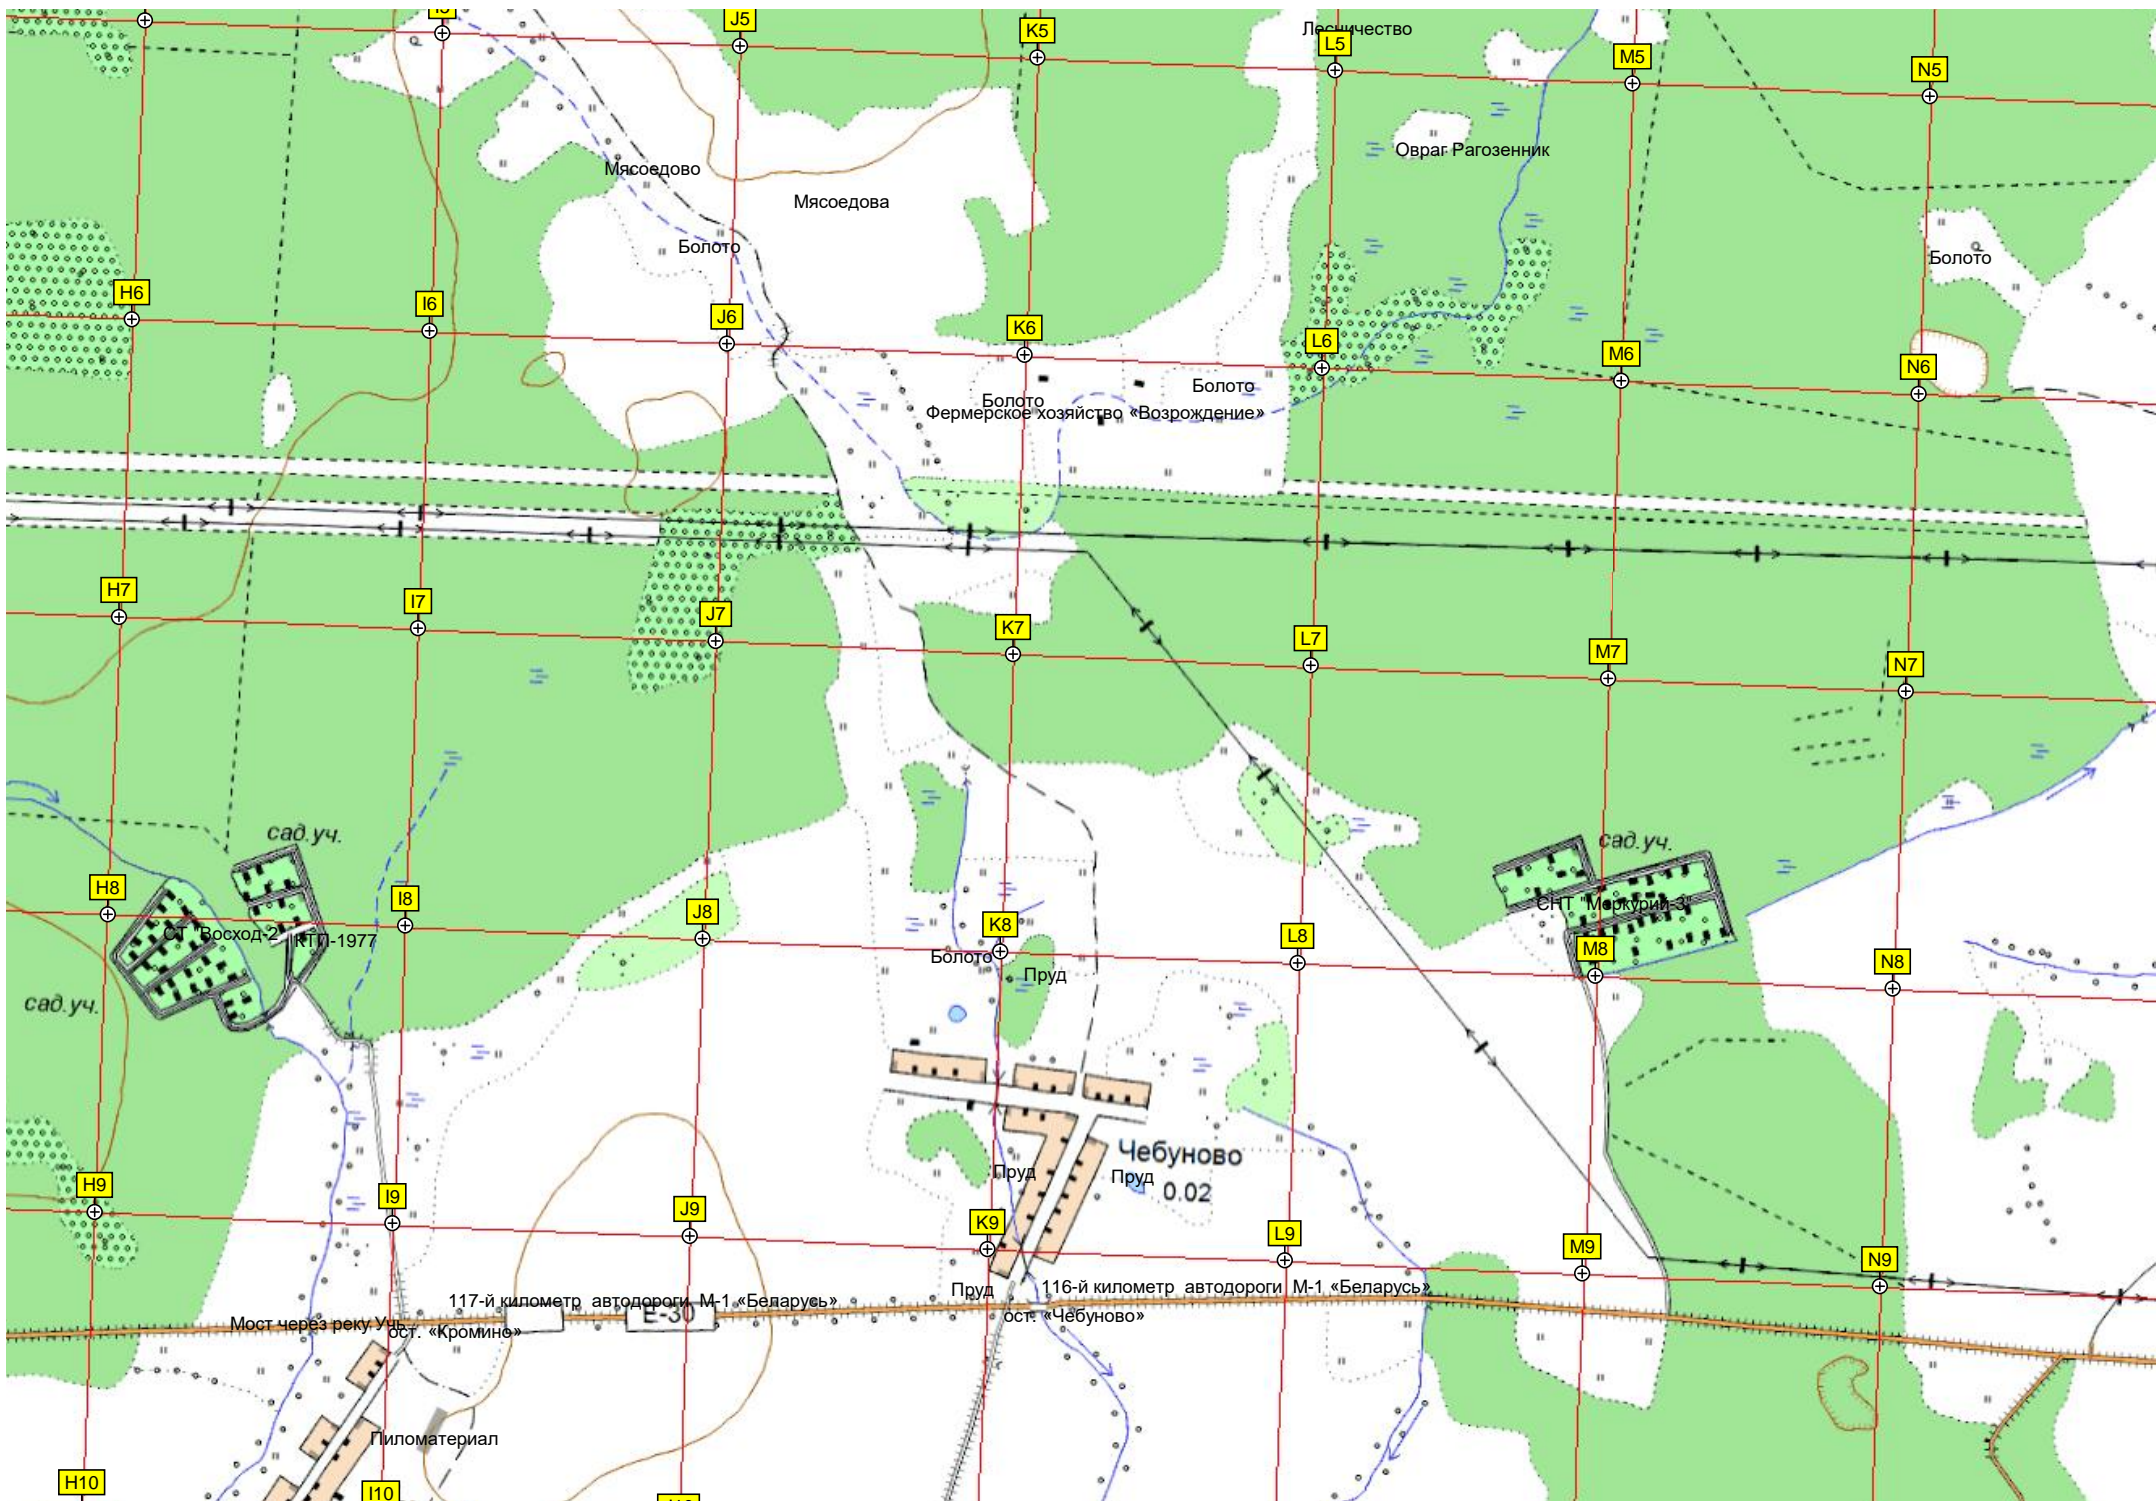 I5
J5
K5
Лесничество
L5
M5
N5
Овраг Рагозенник
Мясоедово
Мясоедова
Болото
Болото
H6
I6
J6
K6
L6
M6
N6
Болото
Болото
Фермерское хозяйство «Возрождение»
H7
I7
J7
K7
L7
M7
N7
сад.уч.
сад.уч.
H8
I8
J8
K8
L8
M8
N8
СТ "Восход-2"
КТП-1977
СНТ "Меркурий-3"
Болото
Пруд
сад.уч.
Чебуново
0.02
Пруд
Пруд
H9
I9
J9
K9
L9
M9
N9
Пруд
116-й километр автодороги М-1 «Беларусь»
117-й километр автодороги М-1 «Беларусь»
E-30
ост. «Чебуново»
Мост через реку Учь
ост. «Кромино»
Пиломатериал
H10
I10